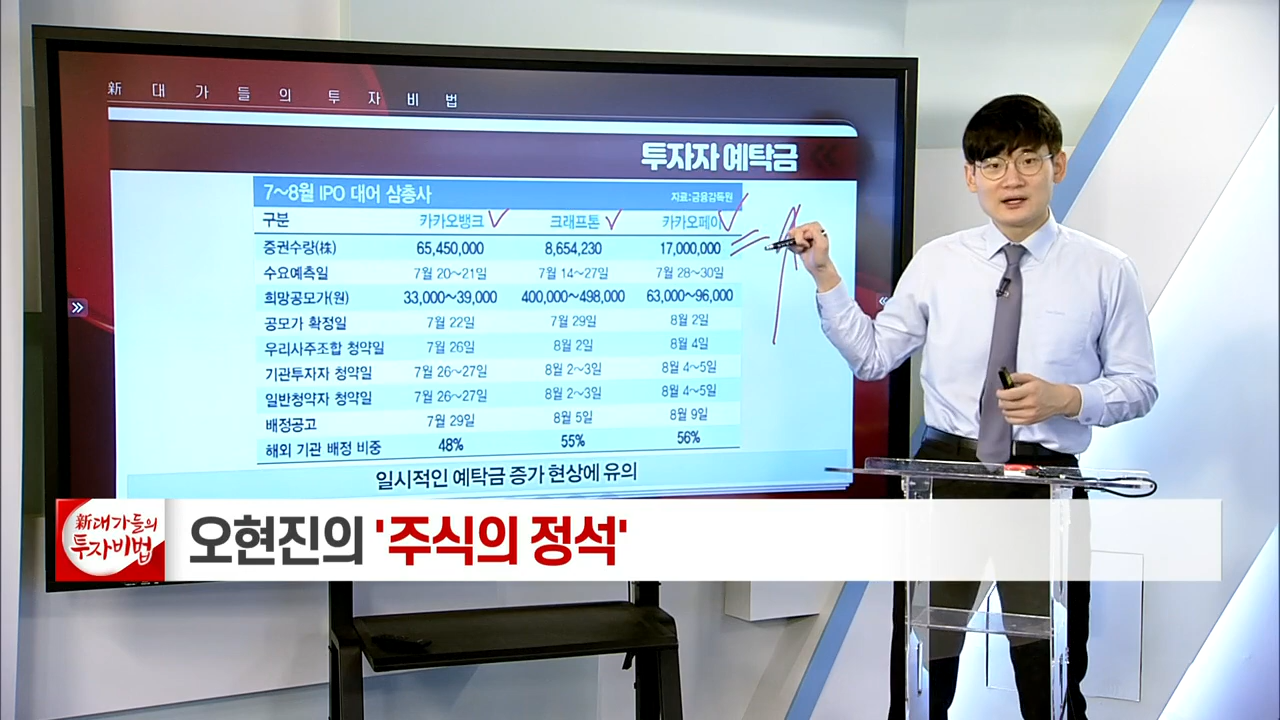 新 대 가 들 의 투 자 비 법
투자자 예탁금
7~8월 IPO 대어 삼총사 자료:금융감독원
구분 카카오뱅크 크래프톤 카카오페이
증권수량(株) 65,450,000 8,654,230 17,000,000
수요예측일 7월 20~21일 7월 14~27일 7월 28~30일
희망공모가(원) 33,000~39,000 400,000~498,000 63,000~96,000
공모가 확정일 7월 22일 7월 29일 8월 2일
우리사주조합 청약일 7월 26일 8월 2일 8월 4일
기관투자자 청약일 7월 26~27일 8월 2~3일 8월 4~5일
일반청약자 청약일 7월 26~27일 8월 2~3일 8월 4~5일
배정공고 7월 29일 8월 5일 8월 9일
해외 기관 배정 비중 48% 55% 56%
일시적인 예탁금 증가 현상에 유의
新대가들의
투자비법
오현진의 '주식의 정석'